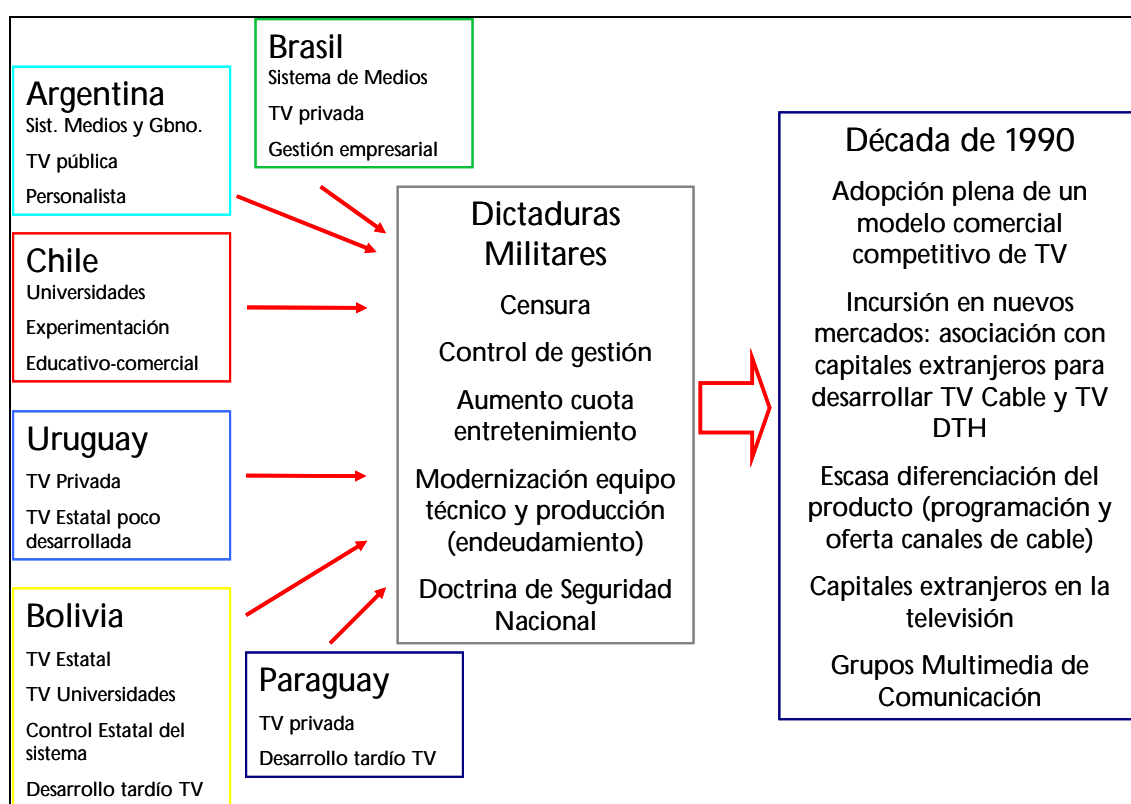 Brasil
Sistema de Medios
TV privada
Gestión empresarial
Argentina
Sist. Medios y Gbno.
TV pública
Personalista
Chile
Universidades
Experimentación
Educativo-comercial
Uruguay
TV Privada
TV Estatal poco
desarrollada
Bolivia
TV Estatal
TV Universidades
Control Estatal del
sistema
Desarrollo tardío TV
Paraguay
TV privada
Desarrollo tardío TV
Dictaduras
Militares
Censura
Control de gestión
Aumento cuota
entretenimiento
Modernización equipo
técnico y producción
(endeudamiento)
Doctrina de Seguridad
Nacional
Década de 1990
Adopción plena de un
modelo comercial
competitivo de TV
Incursión en nuevos
mercados: asociación con
capitales extranjeros para
desarrollar TV Cable y TV
DTH
Escasa diferenciación del
producto (programación y
oferta canales de cable)
Capitales extranjeros en la
televisión
Grupos Multimedia de
Comunicación